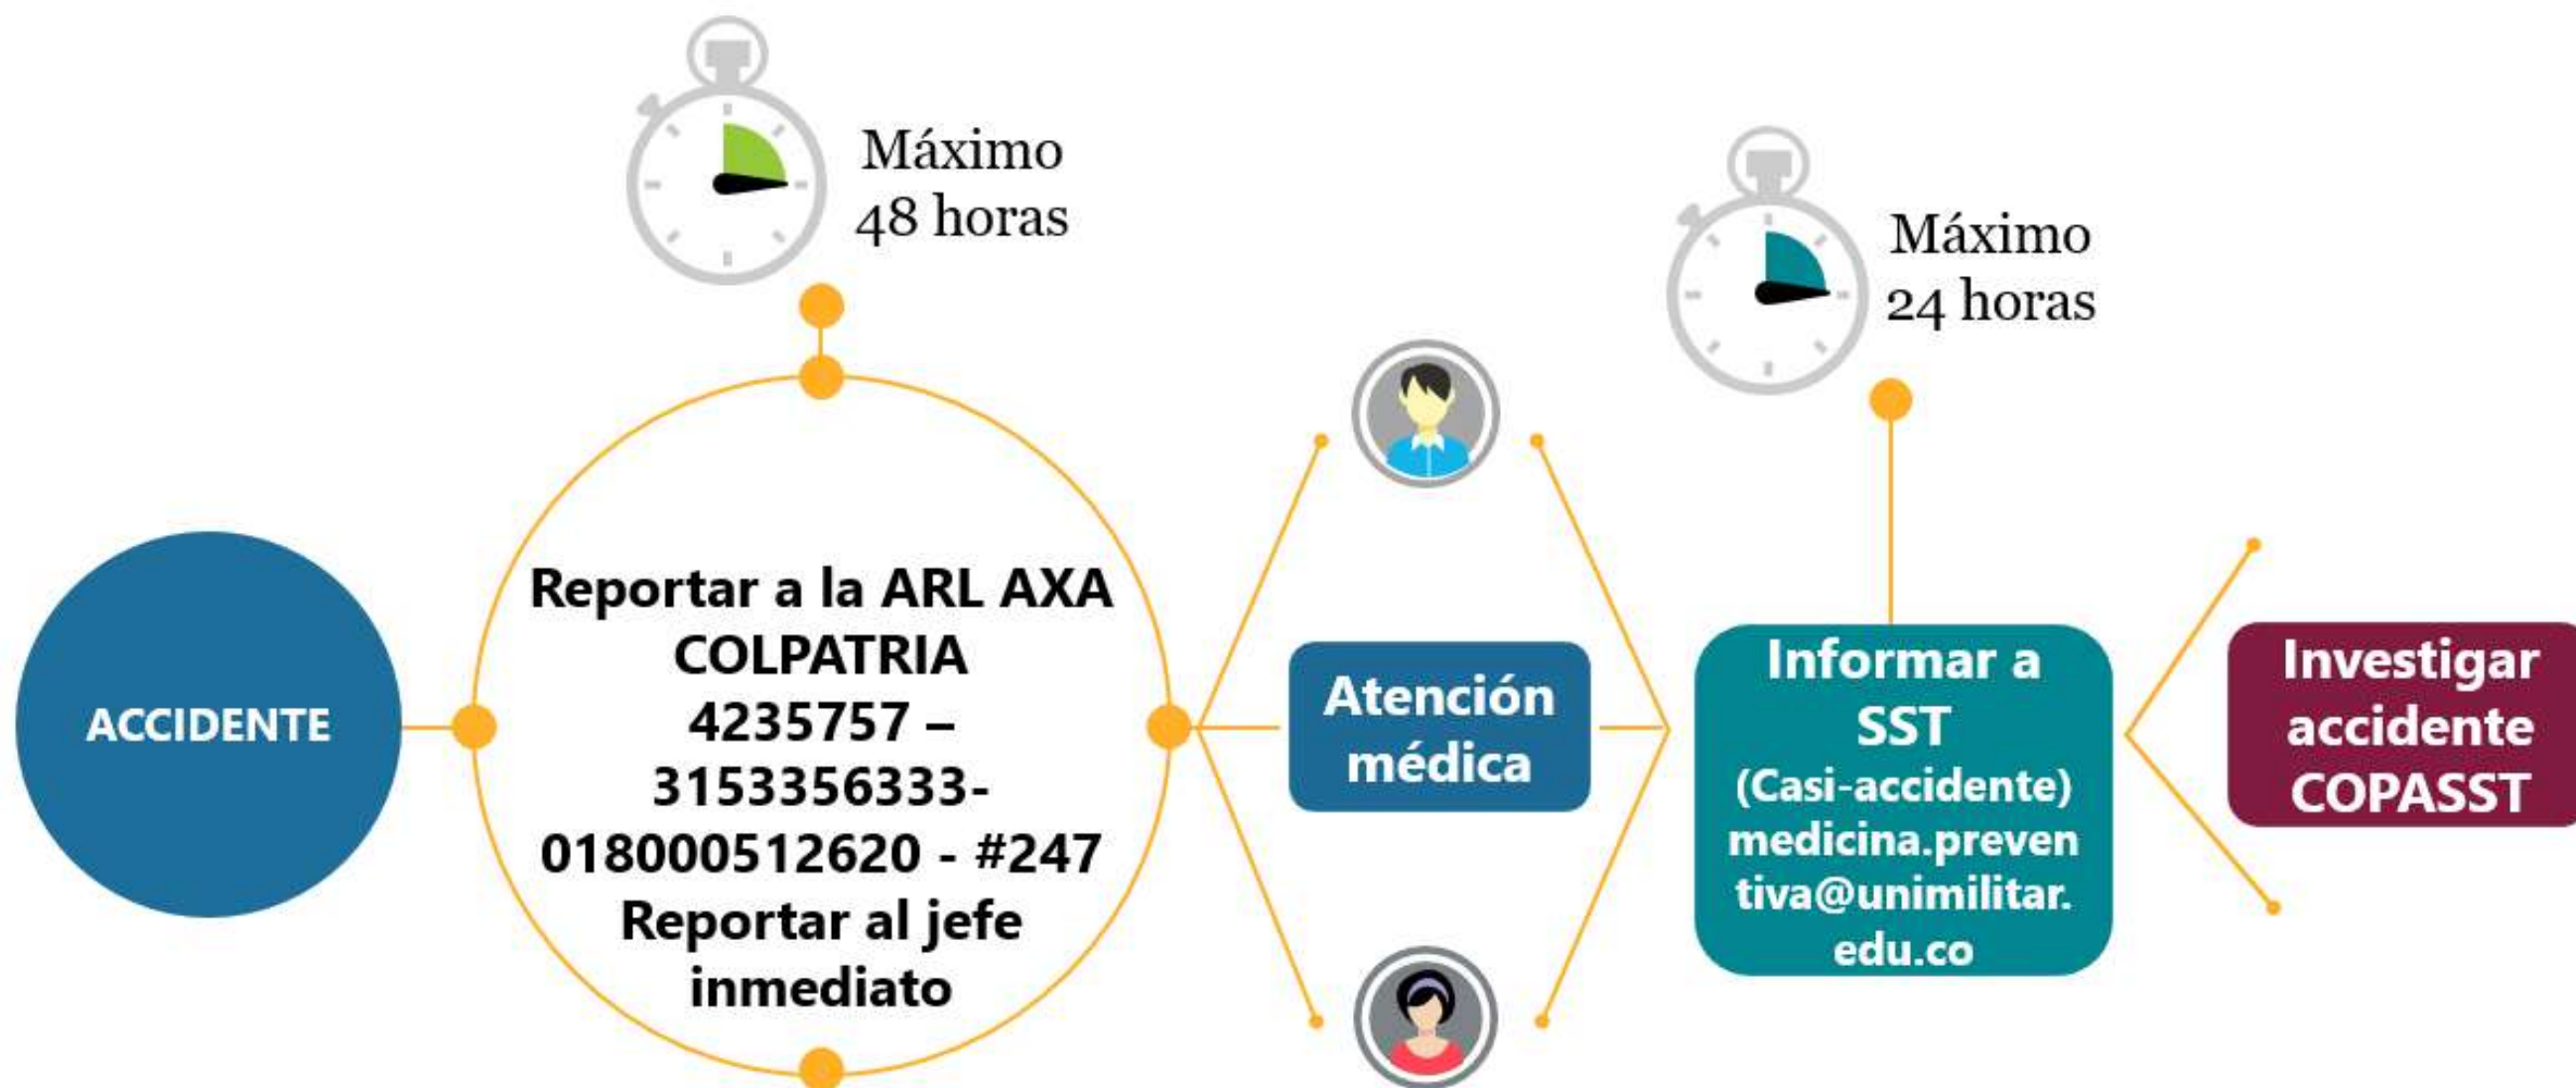 Máximo
48 horas
Máximo
24 horas
ACCIDENTE
Reportar a la ARL AXA
COLPATRIA
4235757 –
3153356333-
018000512620 - #247
Reportar al jefe
inmediato
Atención
médica
Informar a
SST
(Casi-accidente)
medicina.preven
tiva@unimilitar.
edu.co
Investigar
accidente
COPASST